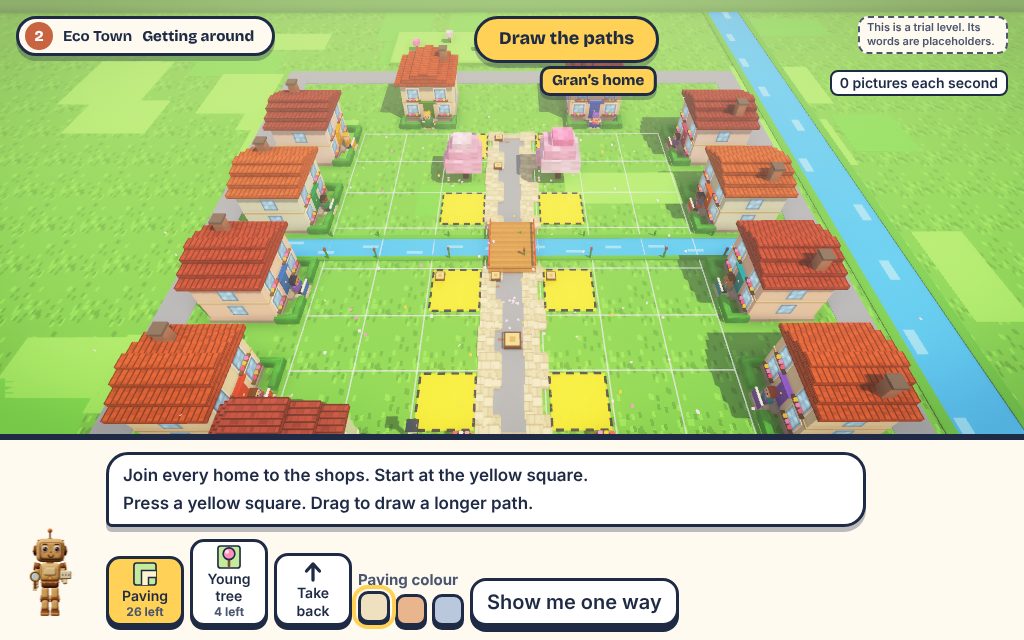 2 Eco Town Getting around
Draw the paths
This is a trial level. Its
words are placeholders.
Gran's home
0 pictures each second
Join every home to the shops. Start at the yellow square.
Press a yellow square. Drag to draw a longer path.
Paving
26 left
Young
tree
4 left
Take
back
Paving colour
Show me one way